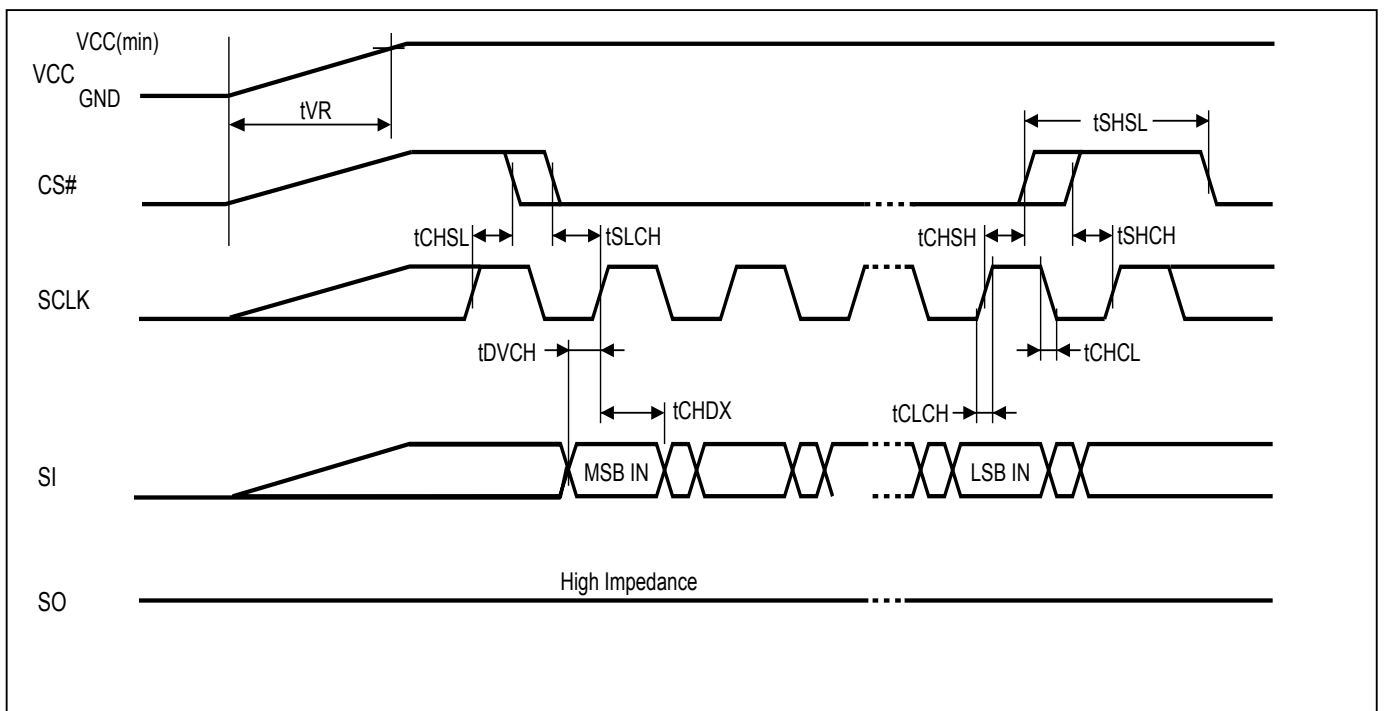 VCC(min)
VCC
GND
tVR
tSHSL
CS#
tCHSL
tSLCH
tCHSH
tSHCH
SCLK
tDVCH
tCHCL
tCHDX
tCLCH
SI
MSB IN
LSB IN
High Impedance
SO